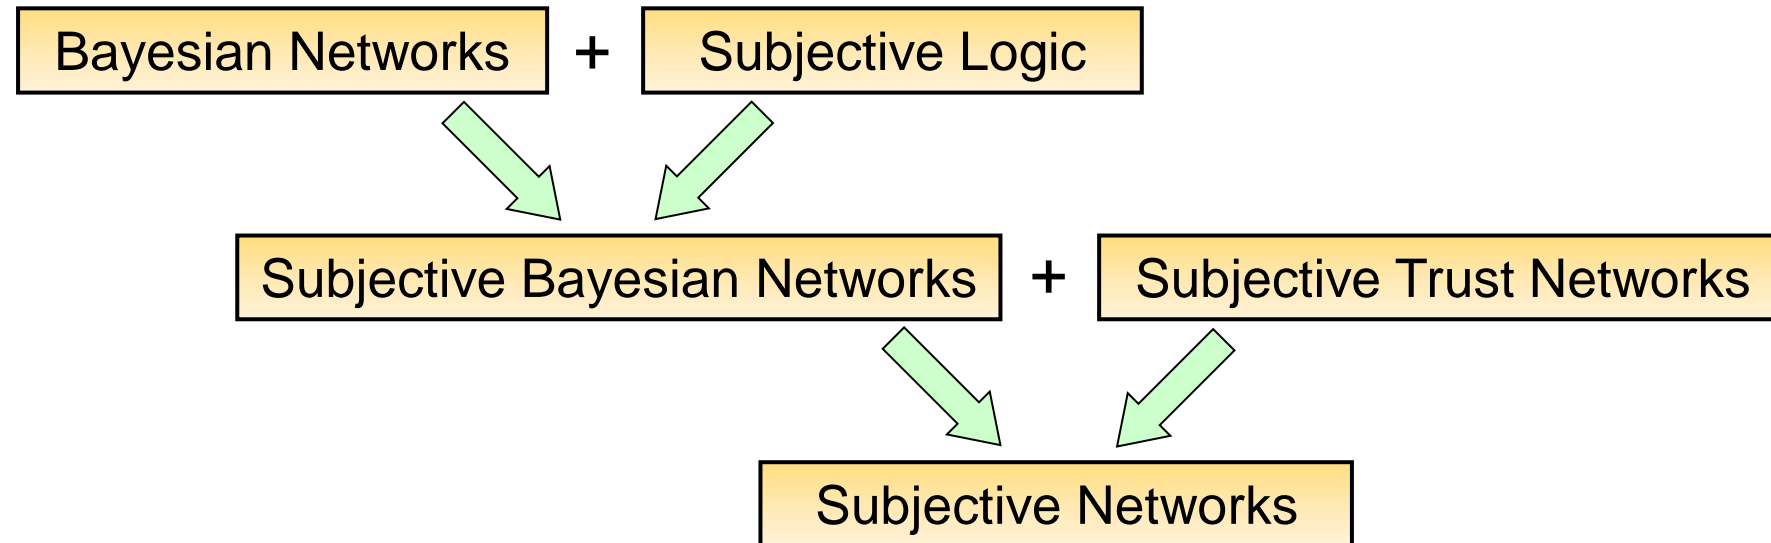 Bayesian Networks + Subjective Logic
Subjective Bayesian Networks + Subjective Trust Networks
Subjective Networks